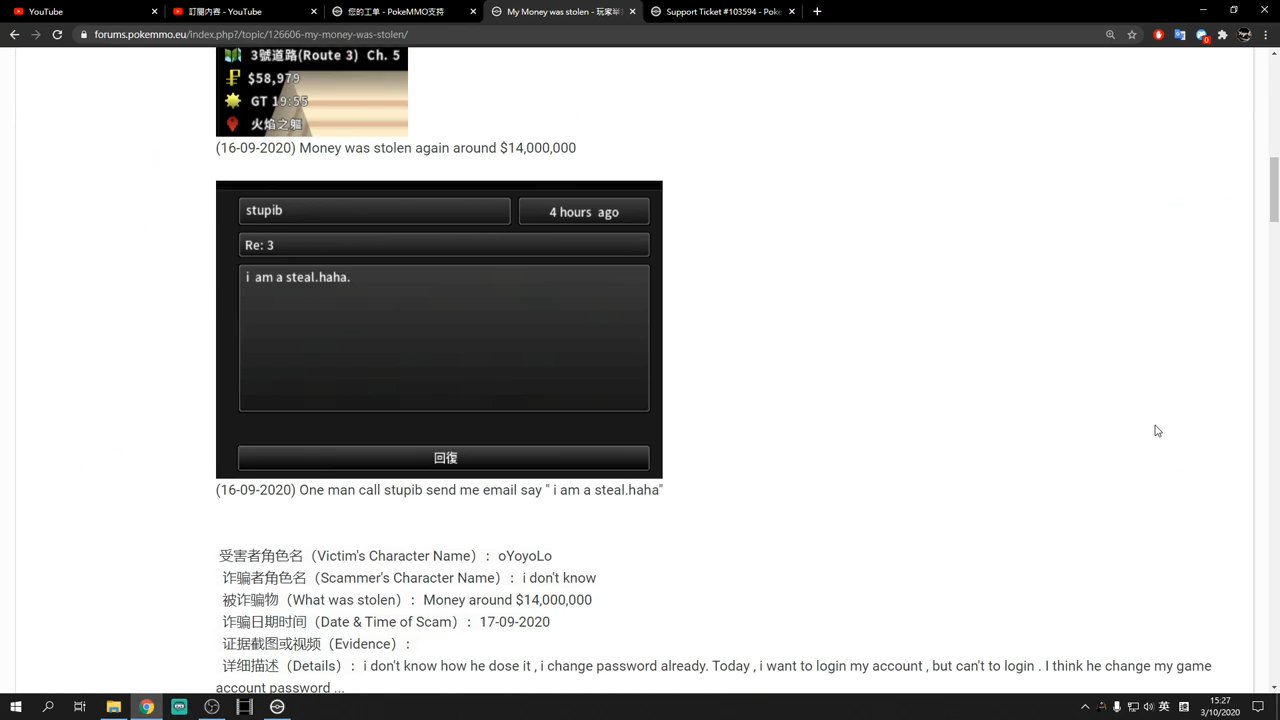 YouTube
訂閱內容 - YouTube
您的工单 - PokeMMO支持
My Money was stolen - 玩家舉
Support Ticket #103594 - Poke
forums.pokemmo.eu/index.php?/topic/126606-my-money-was-stolen/
3號道路(Route 3) Ch. 5
$58,979
GT 19:55
火焰之軀
(16-09-2020) Money was stolen again around $14,000,000
stupib
4 hours ago
Re: 3
i am a steal.haha.
回復
(16-09-2020) One man call stupib send me email say " i am a steal.haha"
受害者角色名（Victim's Character Name）：oYoyoLo
诈骗者角色名（Scammer's Character Name）：i don't know
被诈骗物（What was stolen）：Money around $14,000,000
诈骗日期时间（Date & Time of Scam）：17-09-2020
证据截图或视频（Evidence）：
详细描述（Details）：i don't know how he dose it , i change password already. Today , i want to login my account , but can't to login . I think he change my game
account password ...
英
15:27
3/10/2020